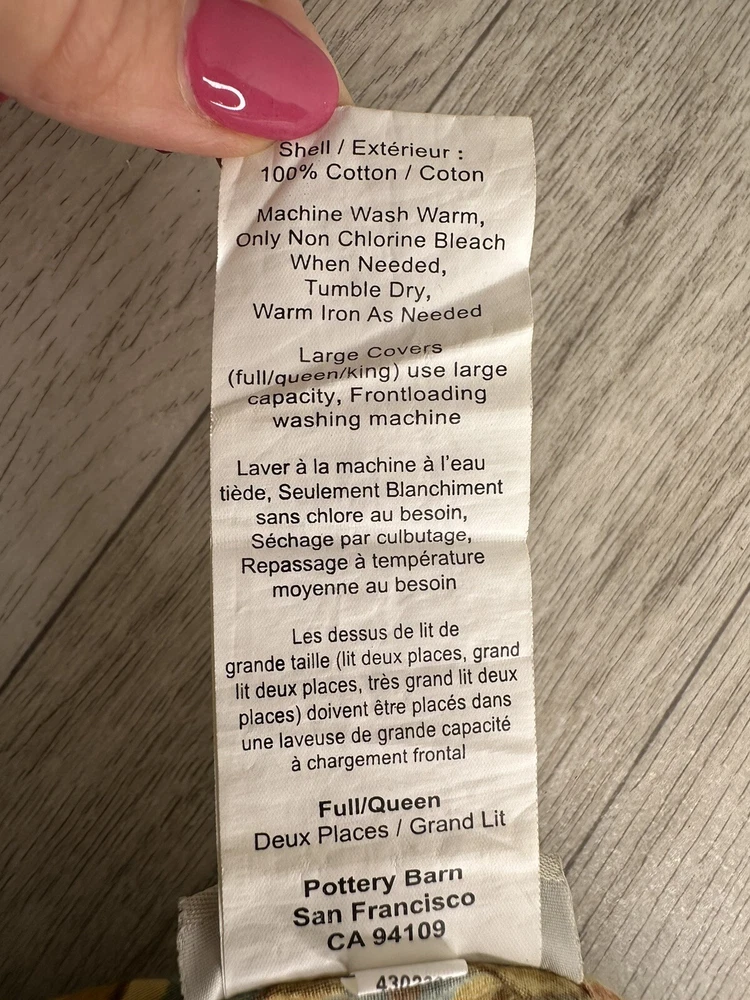 Shell / Extérieur :
100% Cotton / Coton
Machine Wash Warm,
Only Non Chlorine Bleach
When Needed,
Tumble Dry,
Warm Iron As Needed
Large Covers
(full/queen/king) use large
capacity, Frontloading
washing machine
Laver à la machine à l'eau
tiède, Seulement Blanchiment
sans chlore au besoin,
Séchage par culbutage,
Repassage à température
moyenne au besoin
Les dessus de lit de
grande taille (lit deux places, grand
lit deux places, très grand lit deux
places) doivent être placés dans
une laveuse de grande capacité
à chargement frontal
Full/Queen
Deux Places / Grand Lit
Pottery Barn
San Francisco
CA 94109